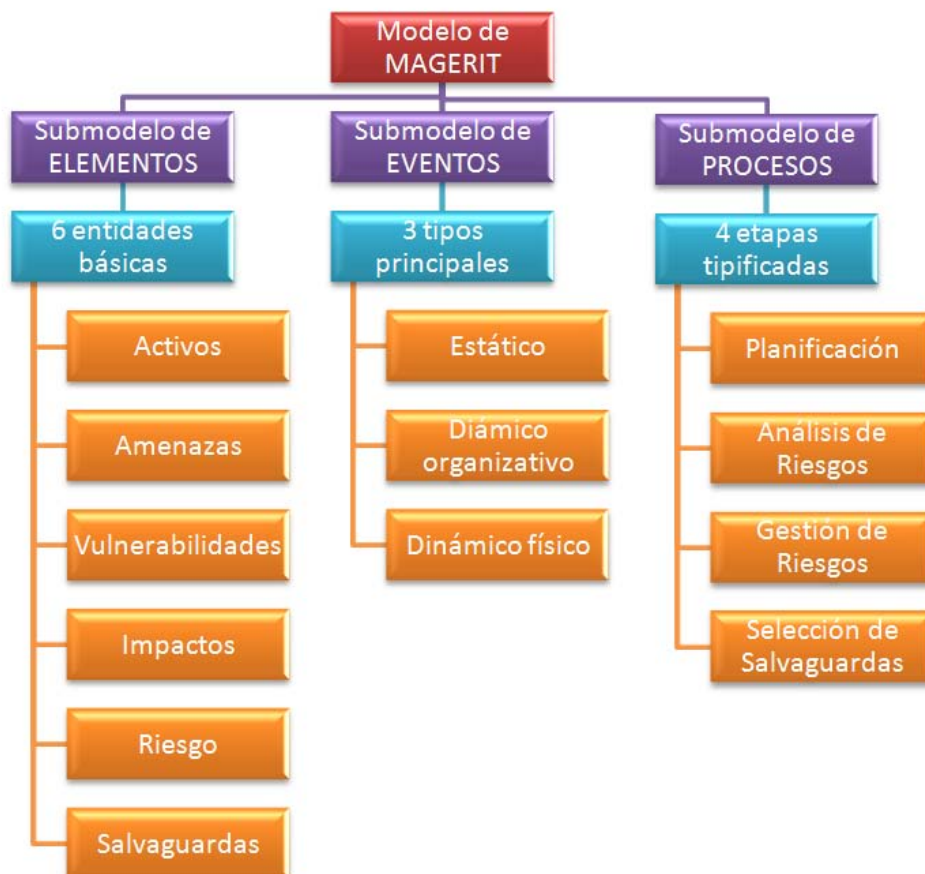 Modelo de
MAGERIT
Submodelo de
ELEMENTOS
6 entidades
básicas
Activos
Amenazas
Vulnerabilidades
Impactos
Riesgo
Salvaguardas
Submodelo de
EVENTOS
3 tipos
principales
Estático
Diámico
organizativo
Dinámico físico
Submodelo de
PROCESOS
4 etapas
tipificadas
Planificación
Análisis de
Riesgos
Gestión de
Riesgos
Selección de
Salvaguardas